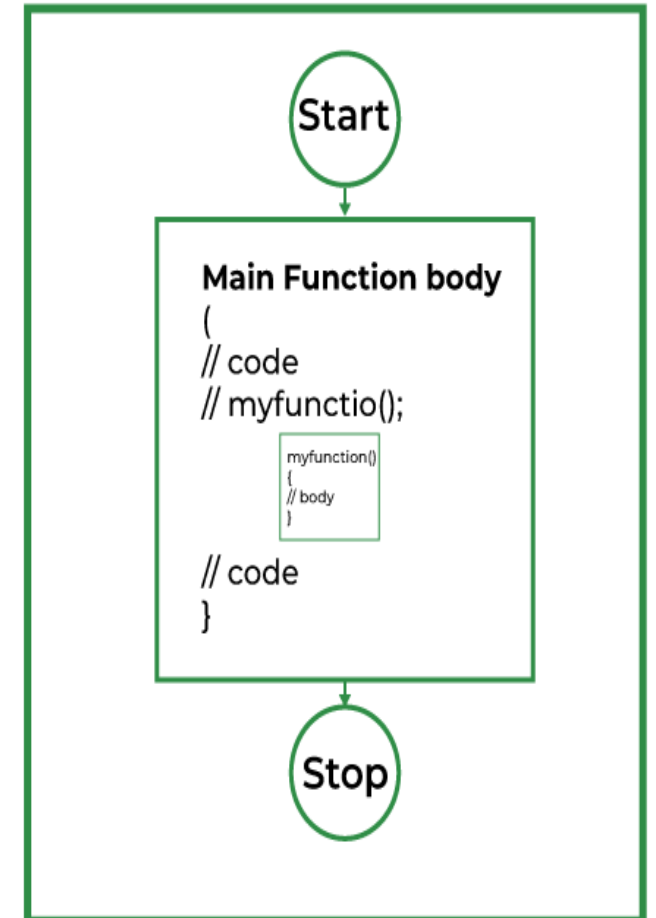 Start
Main Function body
(
// code
// myfunctio();
myfunction()
{
// body
}
// code
}
Stop